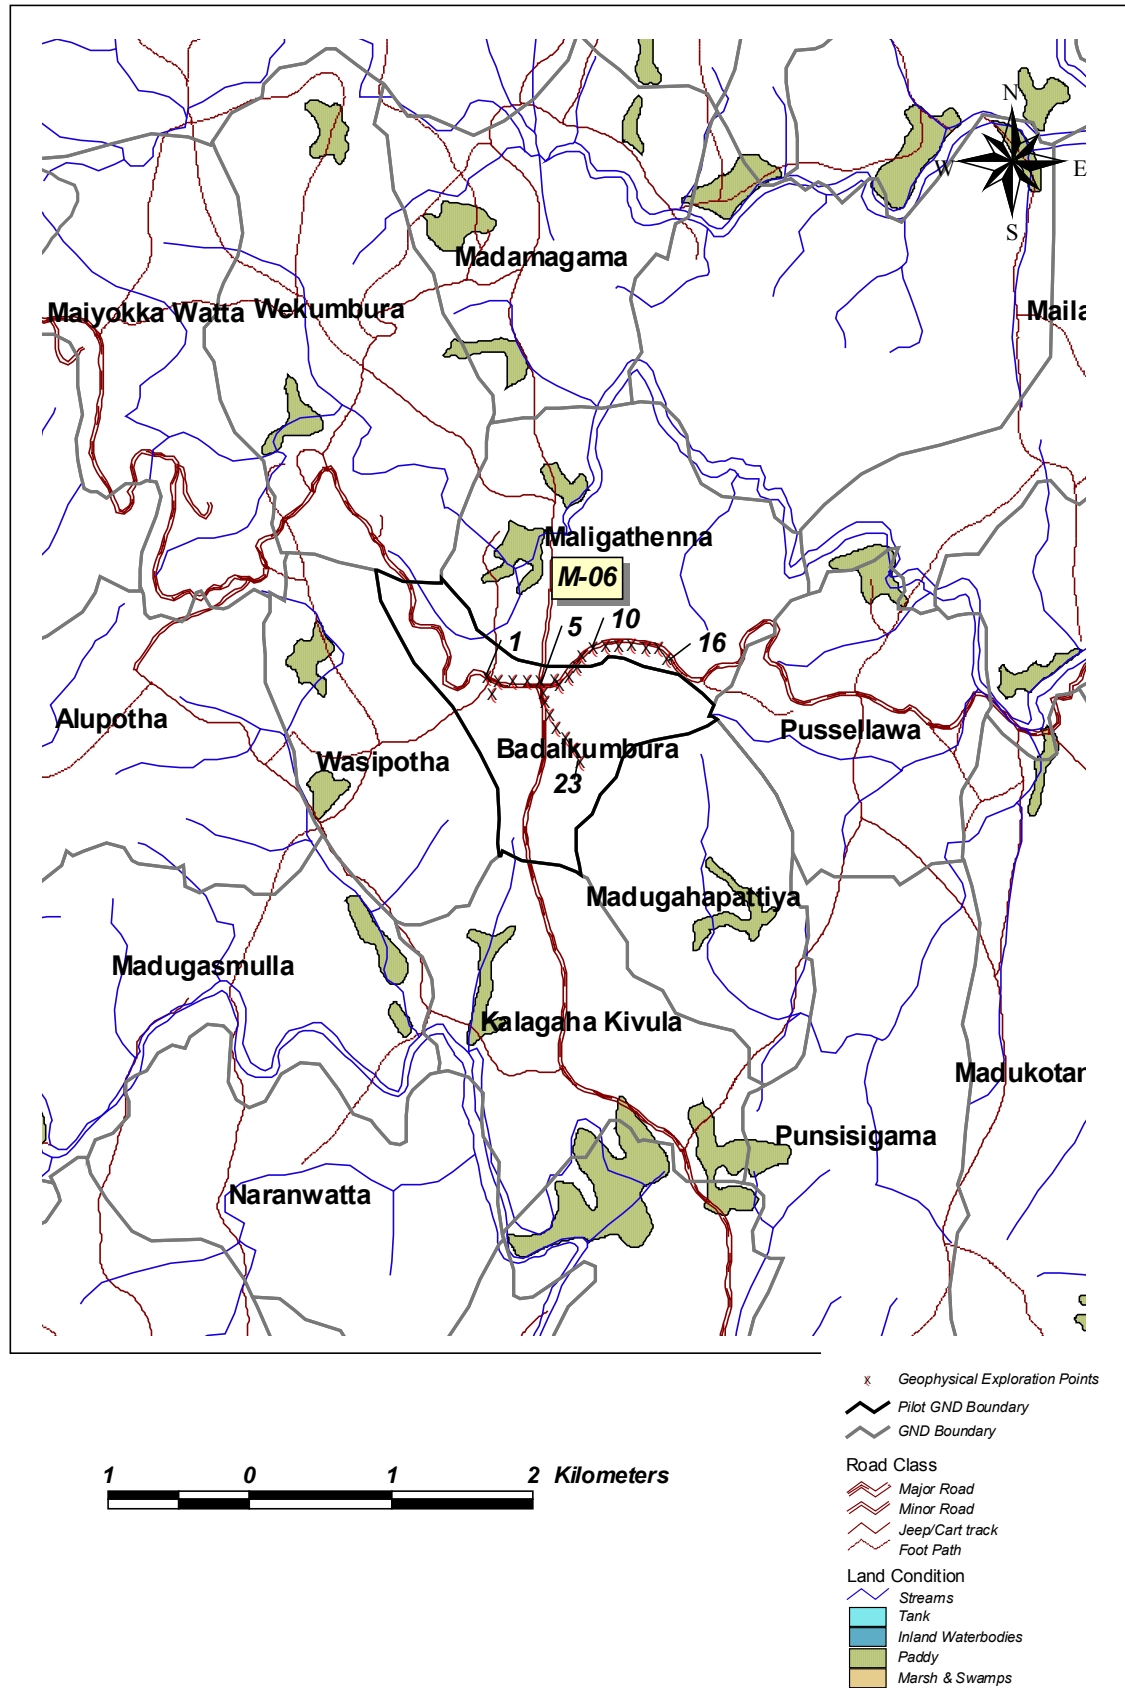 N
W
E
S
Madamagama
Maiyokka Watta
Wekumbura
Maila
Maligathenna
M-06
1
5
10
16
Alupotha
Wasipotha
Badalkumbura
Pussellawa
23
Madugahapattiya
Madugasmulla
Kalagaha Kivula
Madukotan
Punsisigama
Naranwatta
Geophysical Exploration Points
Pilot GND Boundary
GND Boundary
Road Class
Major Road
Minor Road
Jeep/Cart track
Foot Path
Land Condition
Streams
Tank
Inland Waterbodies
Paddy
Marsh & Swamps
1 0 1 2 Kilometers